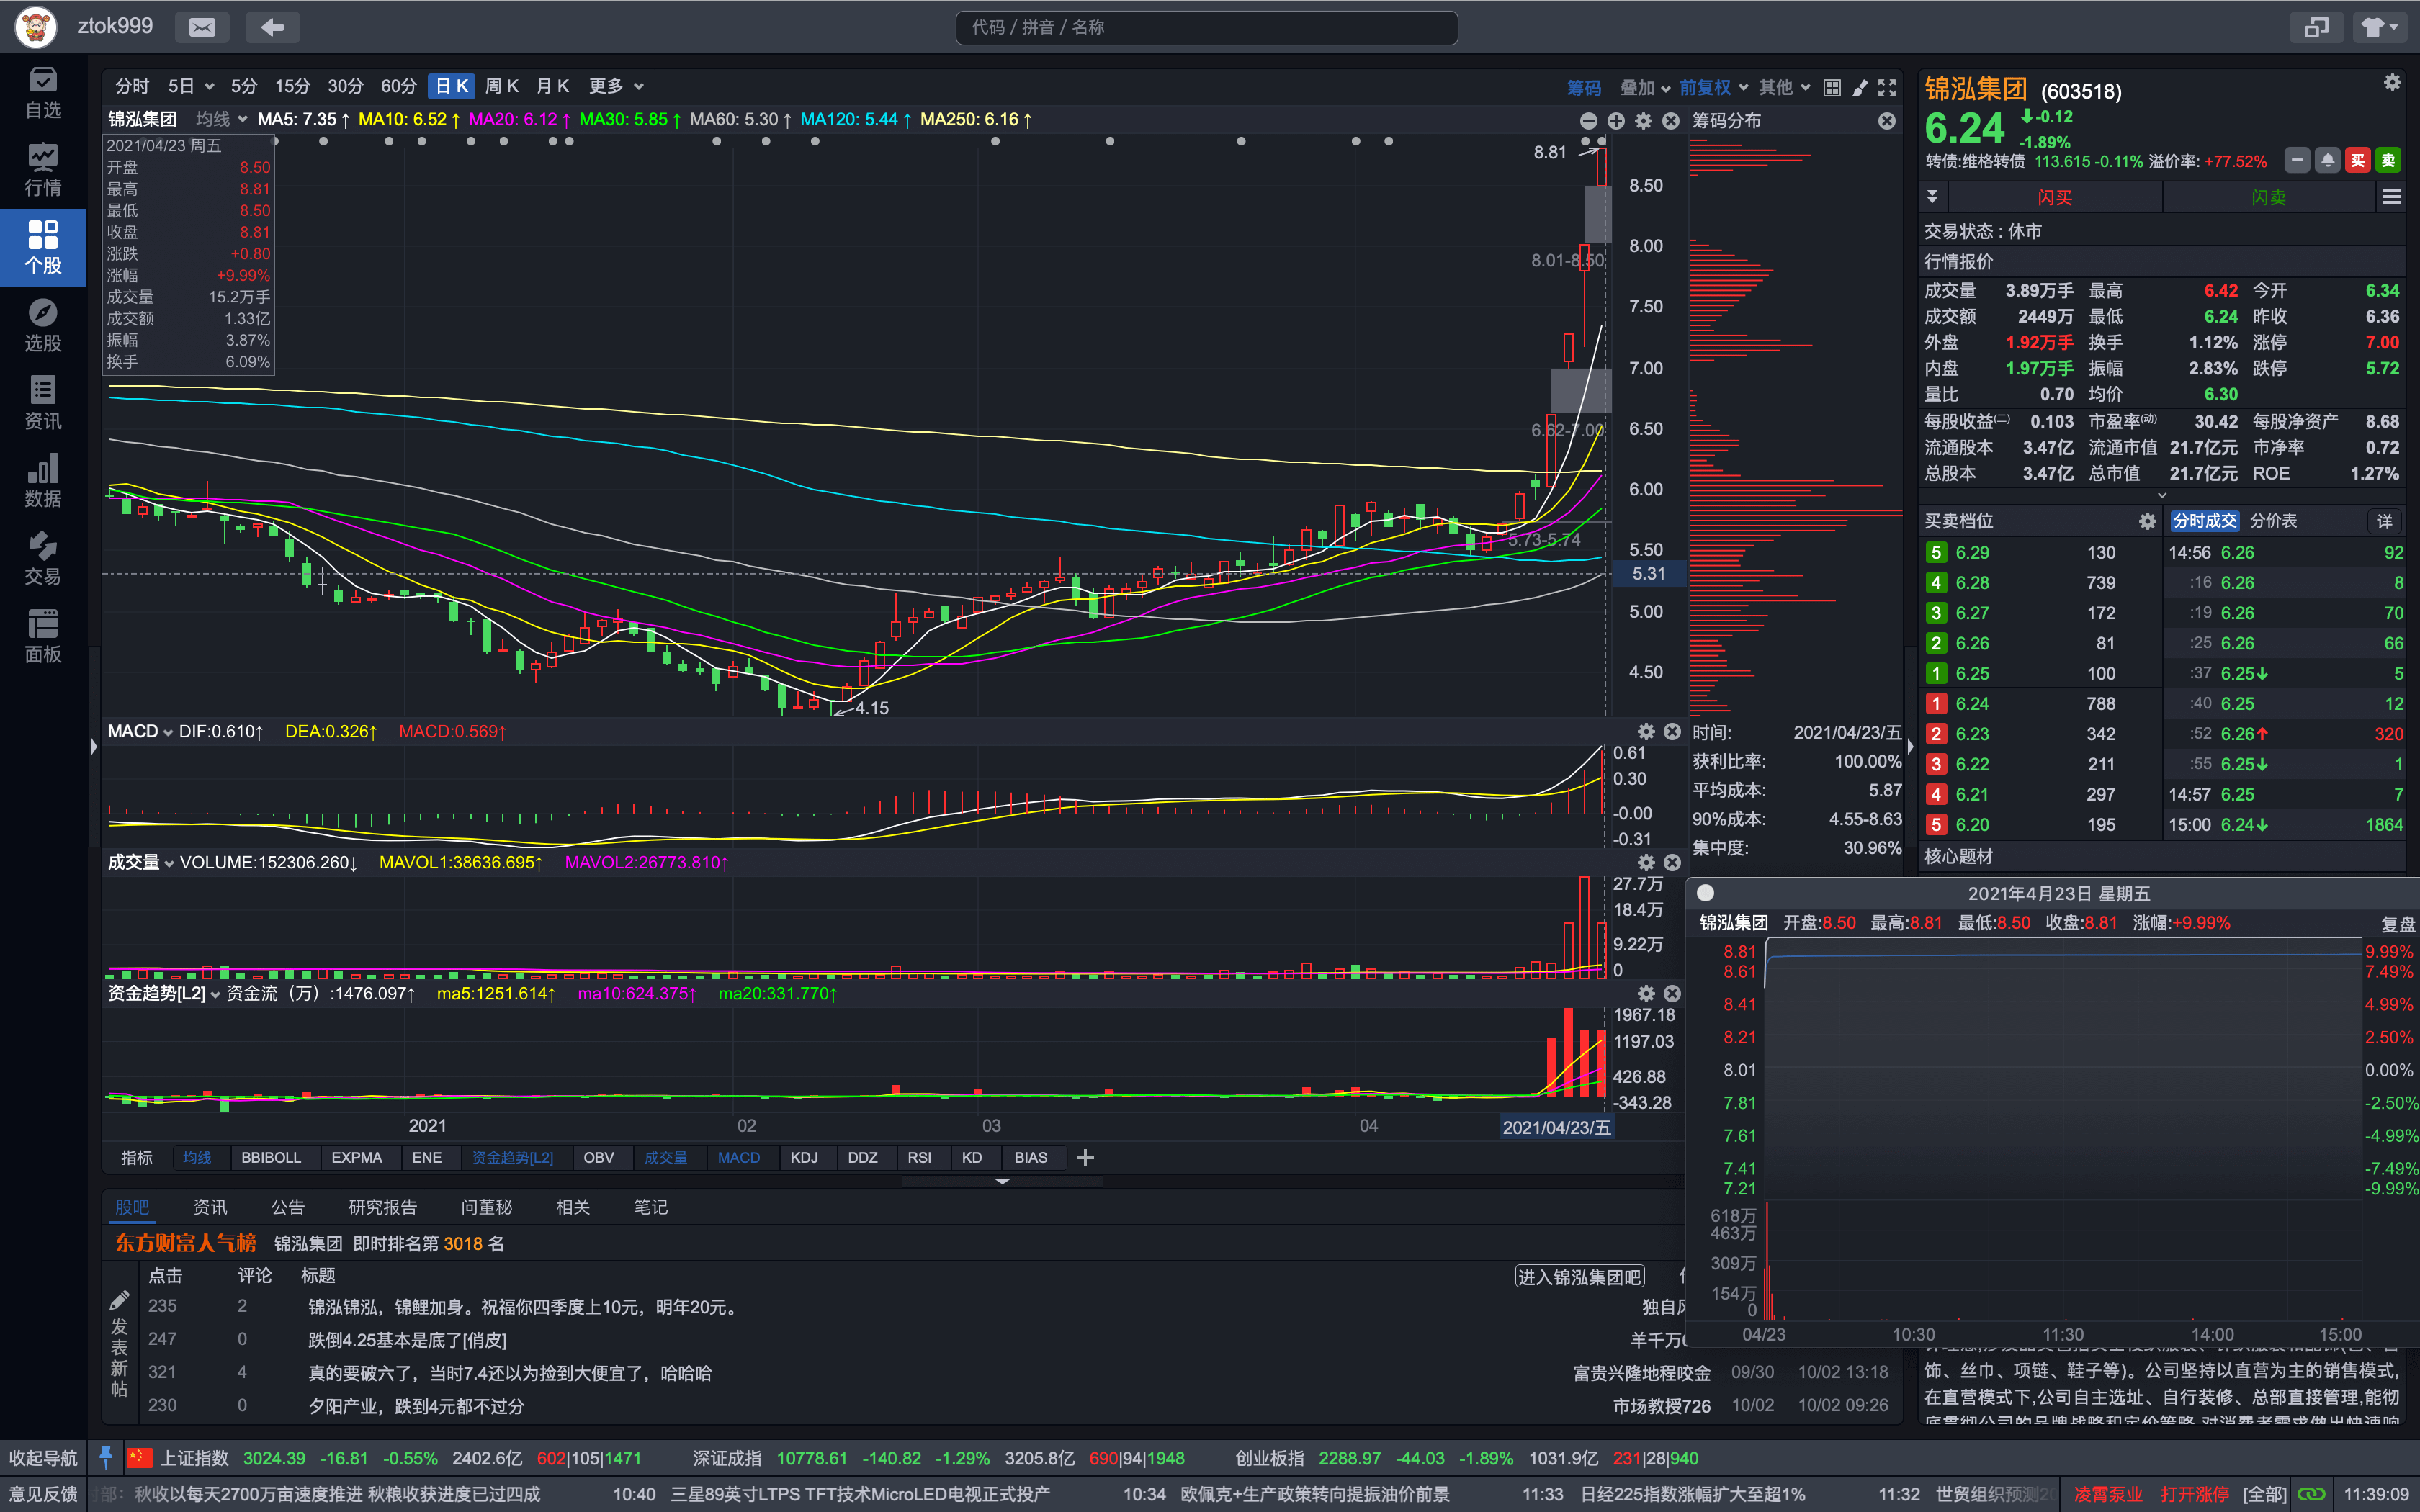 ztok999
代码 / 拼音 / 名称
自选
行情
个股
选股
资讯
数据
交易
面板
分时 5日 5分 15分 30分 60分 日K 周K 月K 更多
筹码 叠加 前复权 其他
锦泓集团 均线 MA5: 7.35↑ MA10: 6.52↑ MA20: 6.12↑ MA30: 5.85↑ MA60: 5.30↑ MA120: 5.44↑ MA250: 6.16↑
筹码分布
2021/04/23 周五
开盘 8.50
最高 8.81
最低 8.50
收盘 8.81
涨跌 +0.80
涨幅 +9.99%
成交量 15.2万手
成交额 1.33亿
振幅 3.87%
换手 6.09%
8.81
8.01-8.50
6.62-7.00
5.73-5.74
4.15
8.50
8.00
7.50
7.00
6.50
6.00
5.50
5.31
5.00
4.50
MACD DIF:0.610↑ DEA:0.326↑ MACD:0.569↑
0.61
0.30
-0.00
-0.31
成交量 VOLUME:152306.260↓ MAVOL1:38636.695↑ MAVOL2:26773.810↑
27.7万
18.4万
9.22万
0
资金趋势[L2] 资金流（万）:1476.097↑ ma5:1251.614↑ ma10:624.375↑ ma20:331.770↑
1967.18
1197.03
426.88
-343.28
2021 02 03 04 2021/04/23/五
指标 均线 BBIBOLL EXPMA ENE 资金趋势[L2] OBV 成交量 MACD KDJ DDZ RSI KD BIAS
时间: 2021/04/23/五
获利比率: 100.00%
平均成本: 5.87
90%成本: 4.55-8.63
集中度: 30.96%
股吧 资讯 公告 研究报告 问董秘 相关 笔记
东方财富人气榜 锦泓集团 即时排名第 3018 名
点击 评论 标题 进入锦泓集团吧
发表新帖
235 2 锦泓锦泓，锦鲤加身。祝福你四季度上10元，明年20元。 独自
247 0 跌倒4.25基本是底了[俏皮] 羊千万
321 4 真的要破六了，当时7.4还以为捡到大便宜了，哈哈哈 富贵兴隆地程咬金 09/30 10/02 13:18
230 0 夕阳产业，跌到4元都不过分 市场教授726 10/02 10/02 09:26
锦泓集团 (603518)
6.24 -0.12
-1.89%
转债:维格转债 113.615 -0.11% 溢价率: +77.52% 买 卖
闪买 闪卖
交易状态 : 休市
行情报价
成交量 3.89万手 最高 6.42 今开 6.34
成交额 2449万 最低 6.24 昨收 6.36
外盘 1.92万手 换手 1.12% 涨停 7.00
内盘 1.97万手 振幅 2.83% 跌停 5.72
量比 0.70 均价 6.30
每股收益(二) 0.103 市盈率(动) 30.42 每股净资产 8.68
流通股本 3.47亿 流通市值 21.7亿元 市净率 0.72
总股本 3.47亿 总市值 21.7亿元 ROE 1.27%
买卖档位 分时成交 分价表 详
5 6.29 130 14:56 6.26 92
4 6.28 739 :16 6.26 8
3 6.27 172 :19 6.26 70
2 6.26 81 :25 6.26 66
1 6.25 100 :37 6.25↓ 5
1 6.24 788 :40 6.25 12
2 6.23 342 :52 6.26↑ 320
3 6.22 211 :55 6.25↓ 1
4 6.21 297 14:57 6.25 7
5 6.20 195 15:00 6.24↓ 1864
核心题材
2021年4月23日 星期五
锦泓集团 开盘:8.50 最高:8.81 最低:8.50 收盘:8.81 涨幅:+9.99% 复盘
8.81 9.99%
8.61 7.49%
8.41 4.99%
8.21 2.50%
8.01 0.00%
7.81 -2.50%
7.61 -4.99%
7.41 -7.49%
7.21 -9.99%
618万
463万
309万
154万
0
04/23 10:30 11:30 14:00 15:00
饰、丝巾、项链、鞋子等)。公司坚持以直营为主的销售模式,
在直营模式下,公司自主选址、自行装修、总部直接管理,能彻
底贯彻公司的品牌战略和定价策略,对消费者需求做出快速响
收起导航 上证指数 3024.39 -16.81 -0.55% 2402.6亿 602|105|1471 深证成指 10778.61 -140.82 -1.29% 3205.8亿 690|94|1948 创业板指 2288.97 -44.03 -1.89% 1031.9亿 231|28|940
意见反馈 部：秋收以每天2700万亩速度推进 秋粮收获进度已过四成 10:40 三星89英寸LTPS TFT技术MicroLED电视正式投产 10:34 欧佩克+生产政策转向提振油价前景 11:33 日经225指数涨幅扩大至超1% 11:32 世贸组织预测 凌霄泵业 打开涨停 [全部] 11:39:09